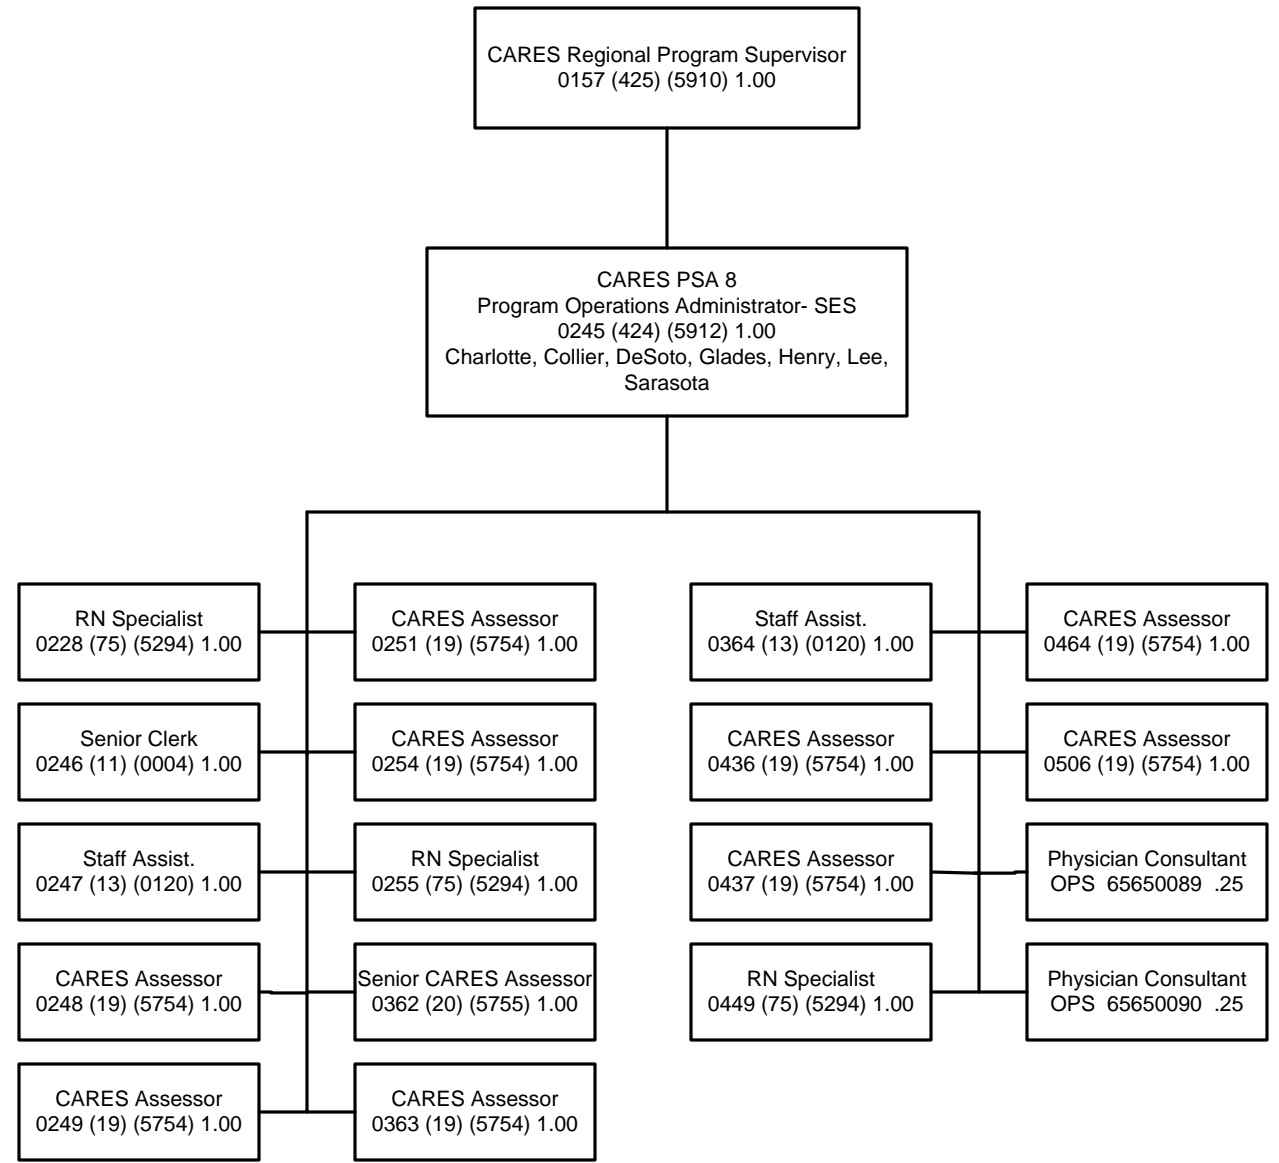 CARES Regional Program Supervisor
0157 (425) (5910) 1.00
CARES PSA 8
Program Operations Administrator- SES
0245 (424) (5912) 1.00
Charlotte, Collier, DeSoto, Glades, Henry, Lee,
Sarasota
RN Specialist
0228 (75) (5294) 1.00
CARES Assessor
0251 (19) (5754) 1.00
Staff Assist.
0364 (13) (0120) 1.00
CARES Assessor
0464 (19) (5754) 1.00
Senior Clerk
0246 (11) (0004) 1.00
CARES Assessor
0254 (19) (5754) 1.00
CARES Assessor
0436 (19) (5754) 1.00
CARES Assessor
0506 (19) (5754) 1.00
Staff Assist.
0247 (13) (0120) 1.00
RN Specialist
0255 (75) (5294) 1.00
CARES Assessor
0437 (19) (5754) 1.00
Physician Consultant
OPS 65650089 .25
CARES Assessor
0248 (19) (5754) 1.00
Senior CARES Assessor
0362 (20) (5755) 1.00
RN Specialist
0449 (75) (5294) 1.00
Physician Consultant
OPS 65650090 .25
CARES Assessor
0249 (19) (5754) 1.00
CARES Assessor
0363 (19) (5754) 1.00